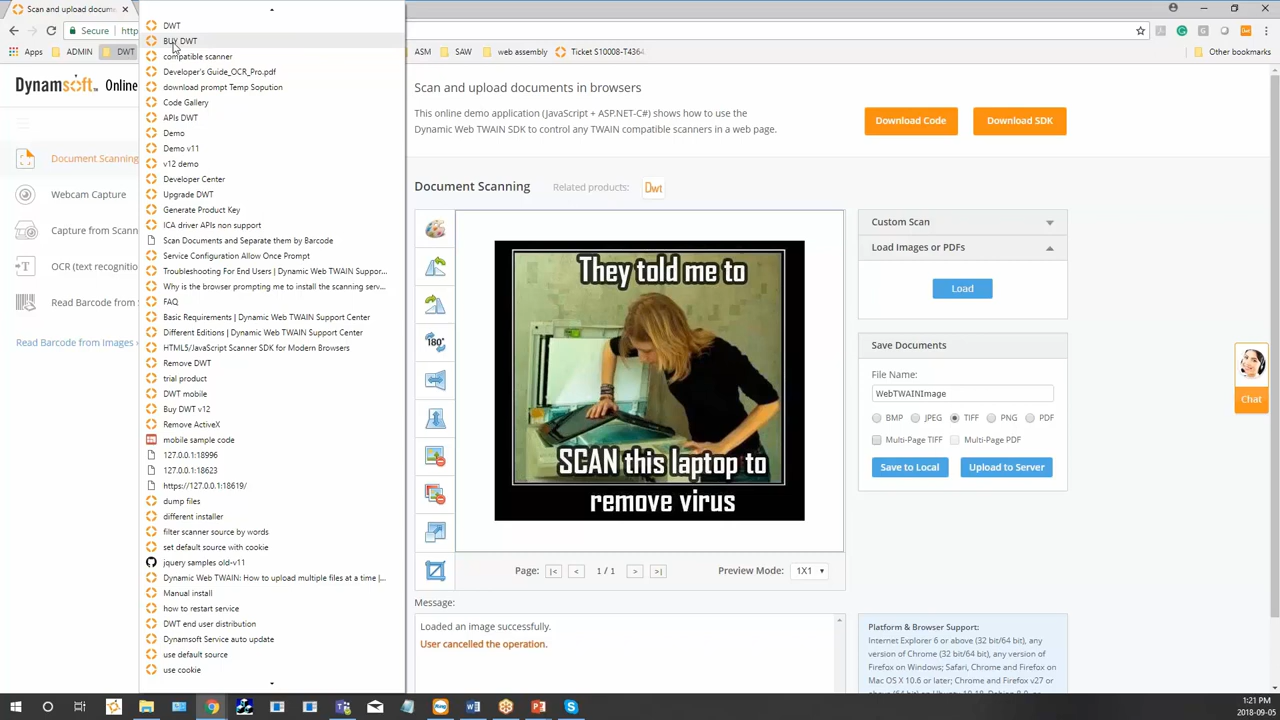 Scan and upload docume
Secure
http
Apps
ADMIN
DWT
ASM
SAW
web assembly
Ticket S10008-T4364
Other bookmarks
DWT
BUY DWT
compatible scanner
Developer's Guide_OCR_Pro.pdf
download prompt Temp Sopution
Code Gallery
APIs DWT
Demo
Demo v11
v12 demo
Developer Center
Upgrade DWT
Generate Product Key
ICA driver APIs non support
Scan Documents and Separate them by Barcode
Service Configuration Allow Once Prompt
Troubleshooting For End Users | Dynamic Web TWAIN Suppor...
Why is the browser prompting me to install the scanning serv...
FAQ
Basic Requirements | Dynamic Web TWAIN Support Center
Different Editions | Dynamic Web TWAIN Support Center
HTML5/JavaScript Scanner SDK for Modern Browsers
Remove DWT
trial product
DWT mobile
Buy DWT v12
Remove ActiveX
mobile sample code
127.0.0.1:18996
127.0.0.1:18623
https://127.0.0.1:18619/
dump files
different installer
filter scanner source by words
set default source with cookie
jquery samples old-v11
Dynamic Web TWAIN: How to upload multiple files at a time |...
Manual install
how to restart service
DWT end user distribution
Dynamsoft Service auto update
use default source
use cookie
Dynamsoft Online
Document Scanning
Webcam Capture
Capture from Scann
OCR (text recognitio
Read Barcode from S
Read Barcode from Images ›
Scan and upload documents in browsers
This online demo application (JavaScript + ASP.NET-C#) shows how to use the
Dynamic Web TWAIN SDK to control any TWAIN compatible scanners in a web page.
Download Code
Download SDK
Document Scanning
Related products:
Dwt
180°
They told me to
SCAN this laptop to
remove virus
Page:
|<
<
1 / 1
>
>|
Preview Mode:
1X1
Message:
Loaded an image successfully.
User cancelled the operation.
Custom Scan
Load Images or PDFs
Load
Save Documents
File Name:
WebTWAINImage
BMP
JPEG
TIFF
PNG
PDF
Multi-Page TIFF
Multi-Page PDF
Save to Local
Upload to Server
Chat
Platform & Browser Support:
Internet Explorer 6 or above (32 bit/64 bit), any
version of Chrome (32 bit/64 bit), any version of
Firefox on Windows; Safari, Chrome and Firefox on
Mac OS X 10.6 or later; Chrome and Firefox v27 or
1:21 PM
2018-09-05